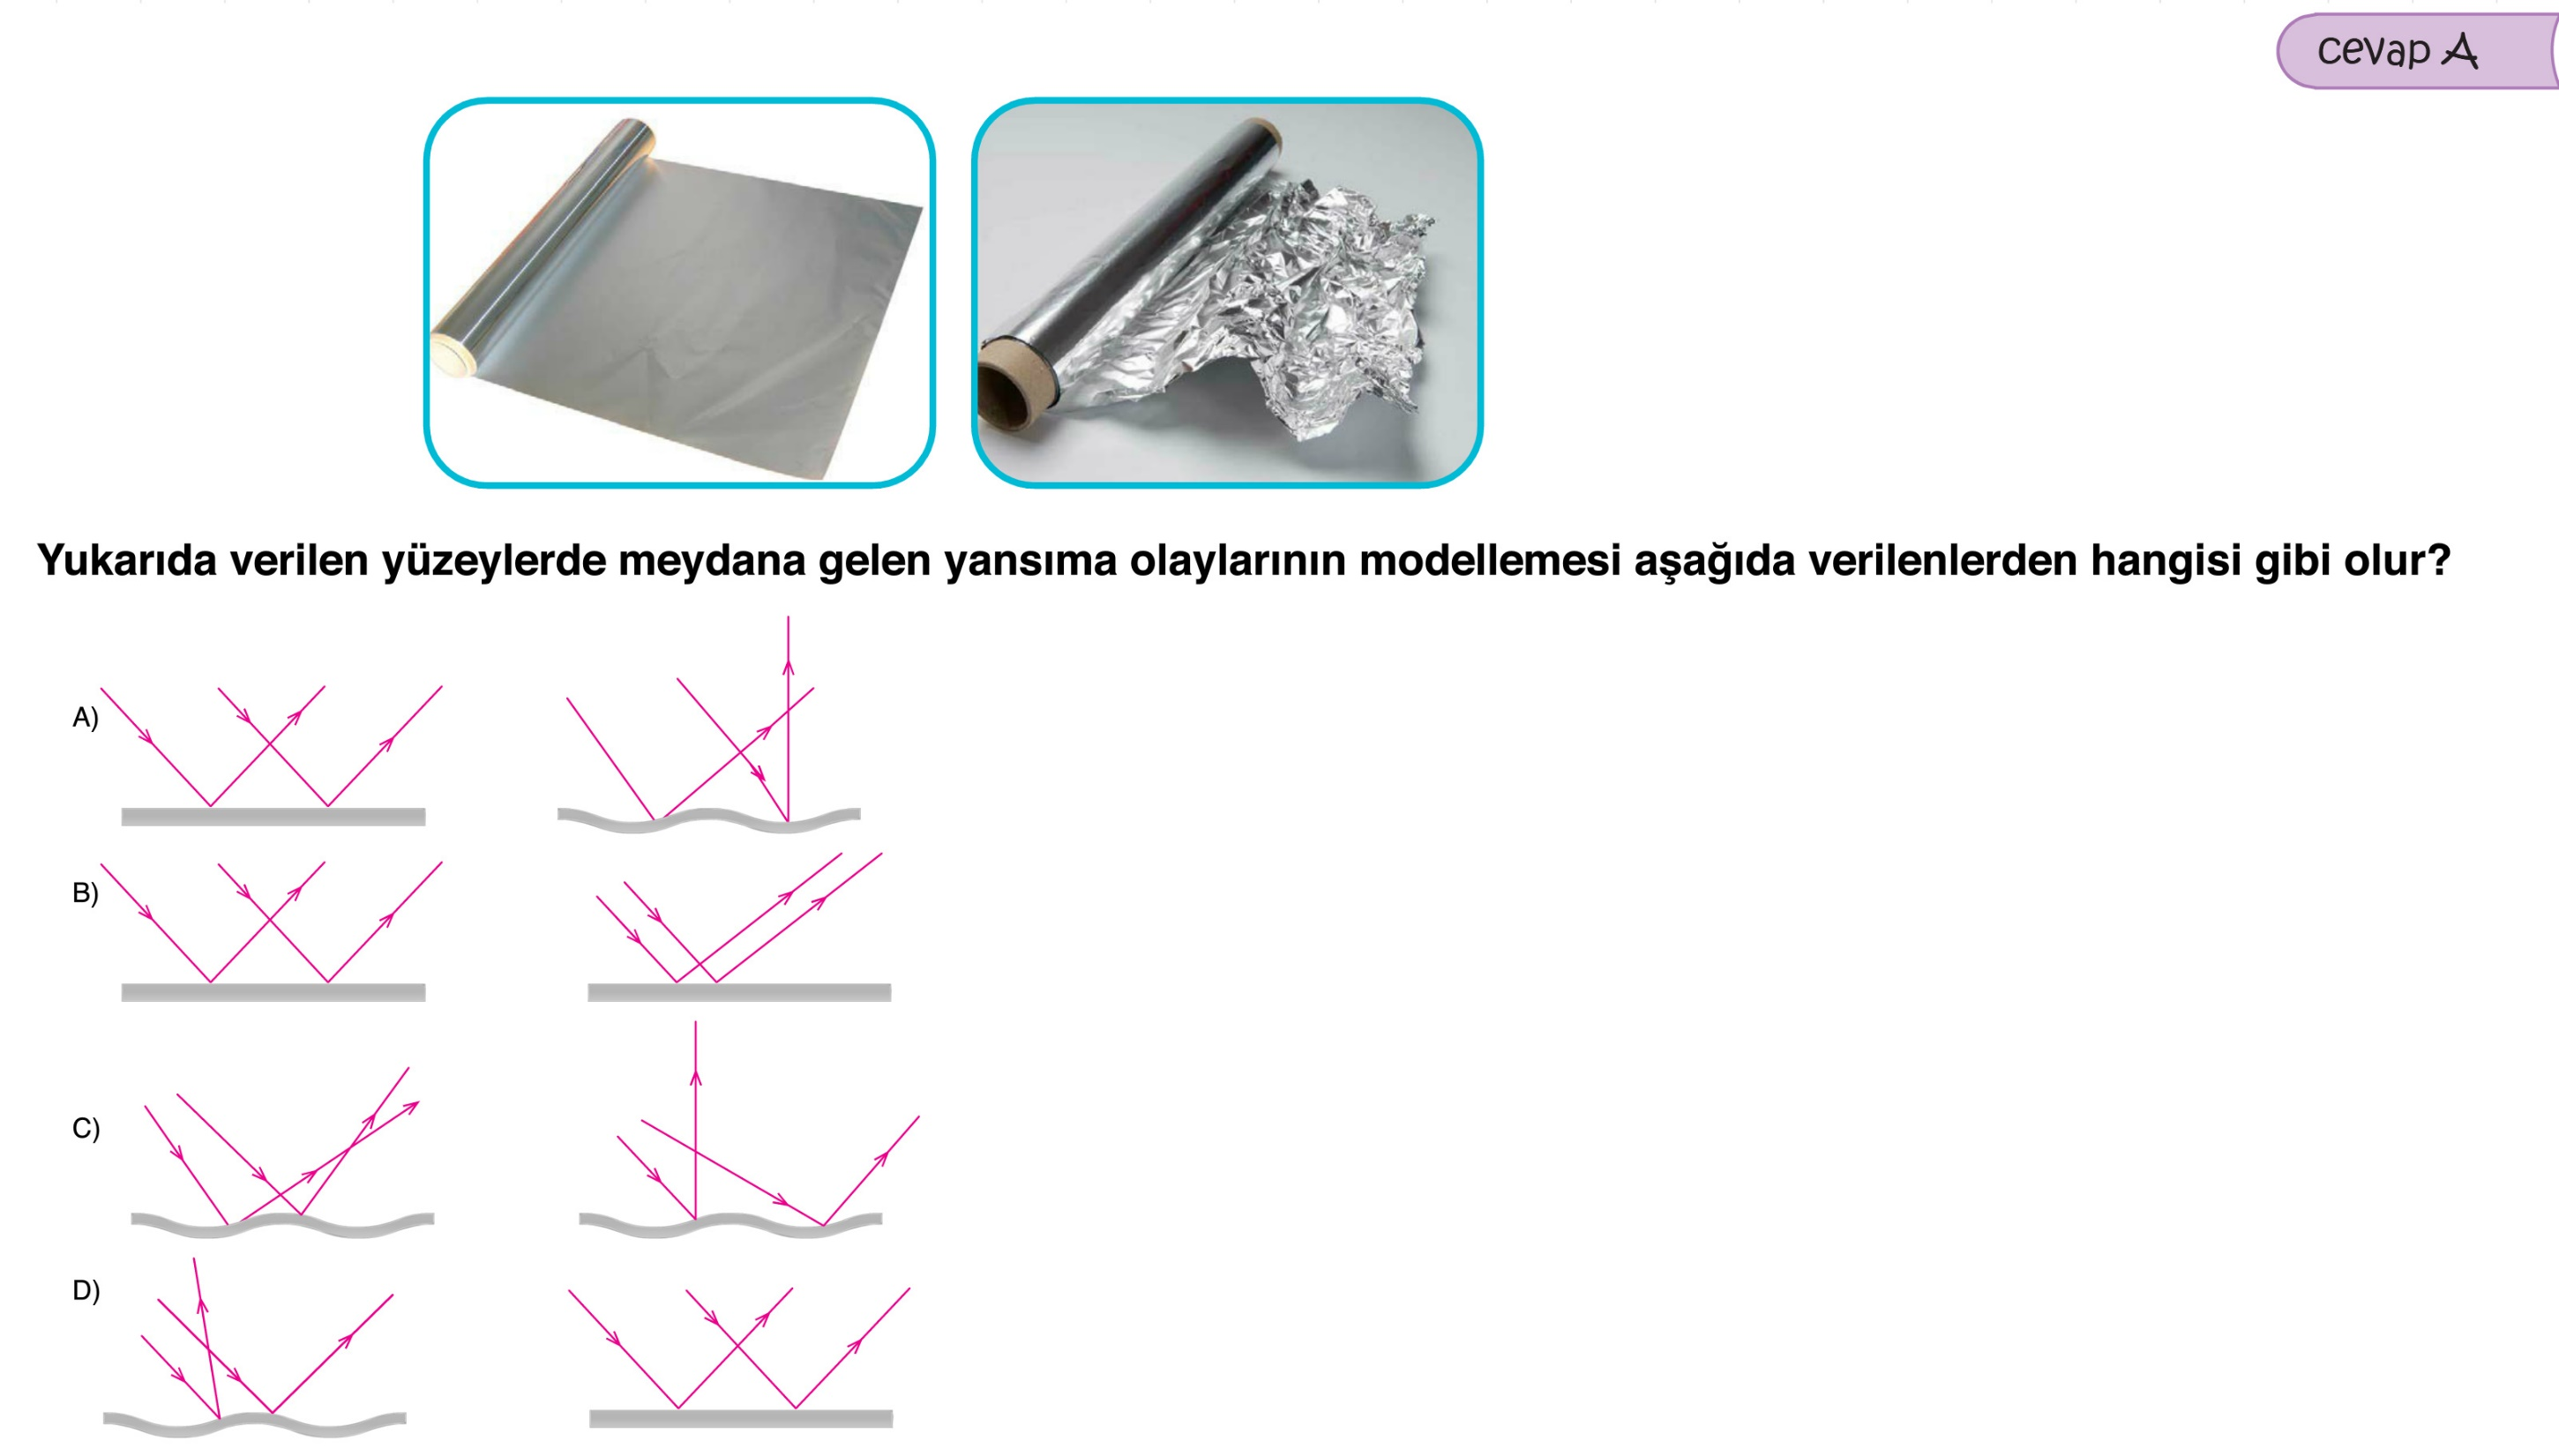 cevap A
Yukarıda verilen yüzeylerde meydana gelen yansıma olaylarının modellemesi aşağıda verilenlerden hangisi gibi olur?
A)
B)
C)
D)